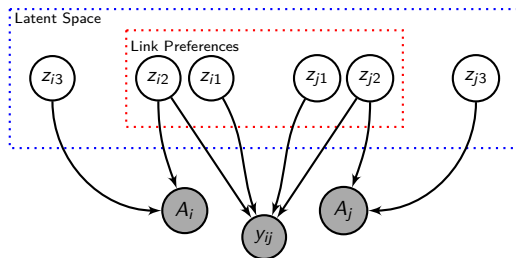 Latent Space
Link Preferences
z_{i3} z_{i2} z_{i1} z_{j1} z_{j2} z_{j3}
A_i A_j
y_{ij}